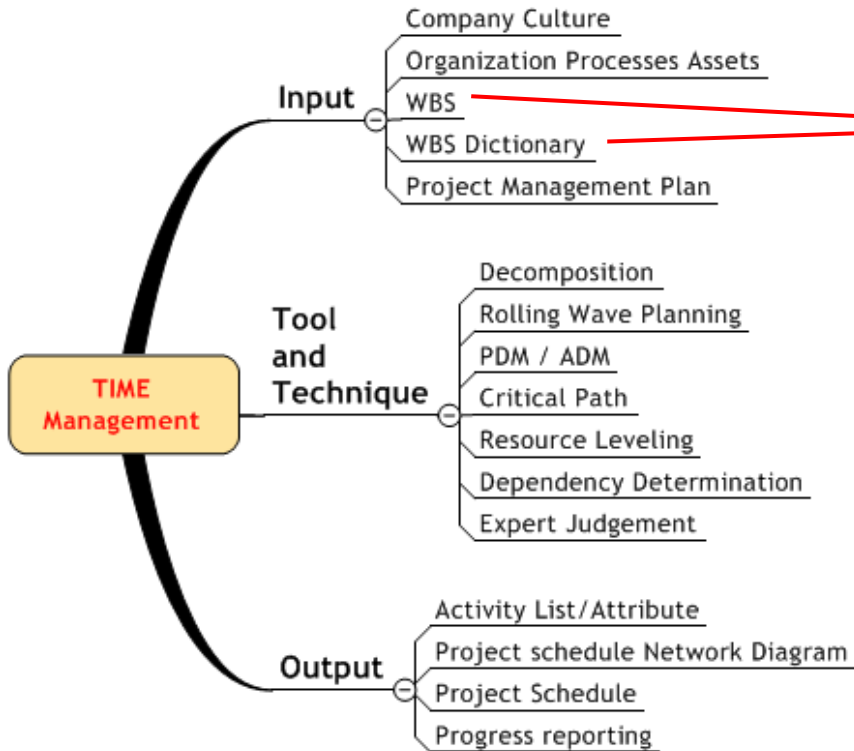 Company Culture
Organization Processes Assets
Input
WBS
WBS Dictionary
Project Management Plan
Decomposition
Tool
and
Technique
Rolling Wave Planning
PDM / ADM
Critical Path
Resource Leveling
Dependency Determination
Expert Judgement
TIME
Management
Activity List/Attribute
Project schedule Network Diagram
Output
Project Schedule
Progress reporting